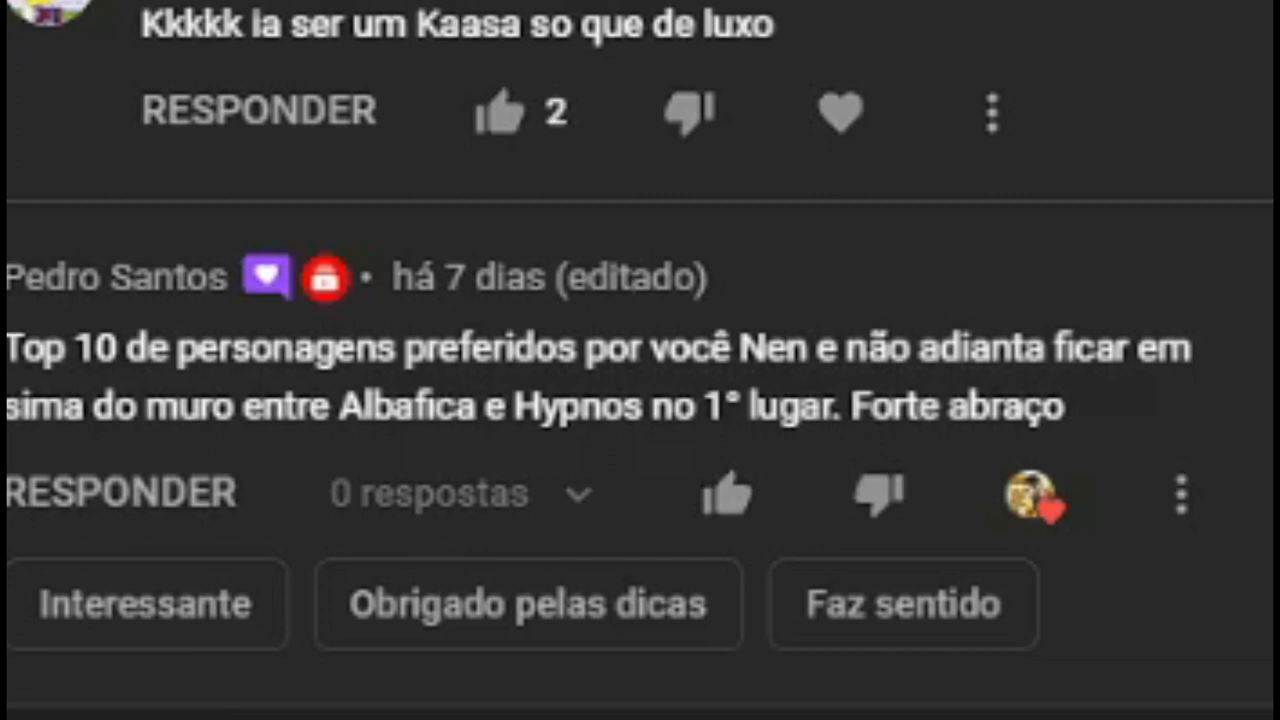 Kkkkk ia ser um Kaasa so que de luxo
RESPONDER 2
Pedro Santos • há 7 dias (editado)
Top 10 de personagens preferidos por você Nen e não adianta ficar em
sima do muro entre Albafica e Hypnos no 1° lugar. Forte abraço
RESPONDER 0 respostas
Interessante Obrigado pelas dicas Faz sentido